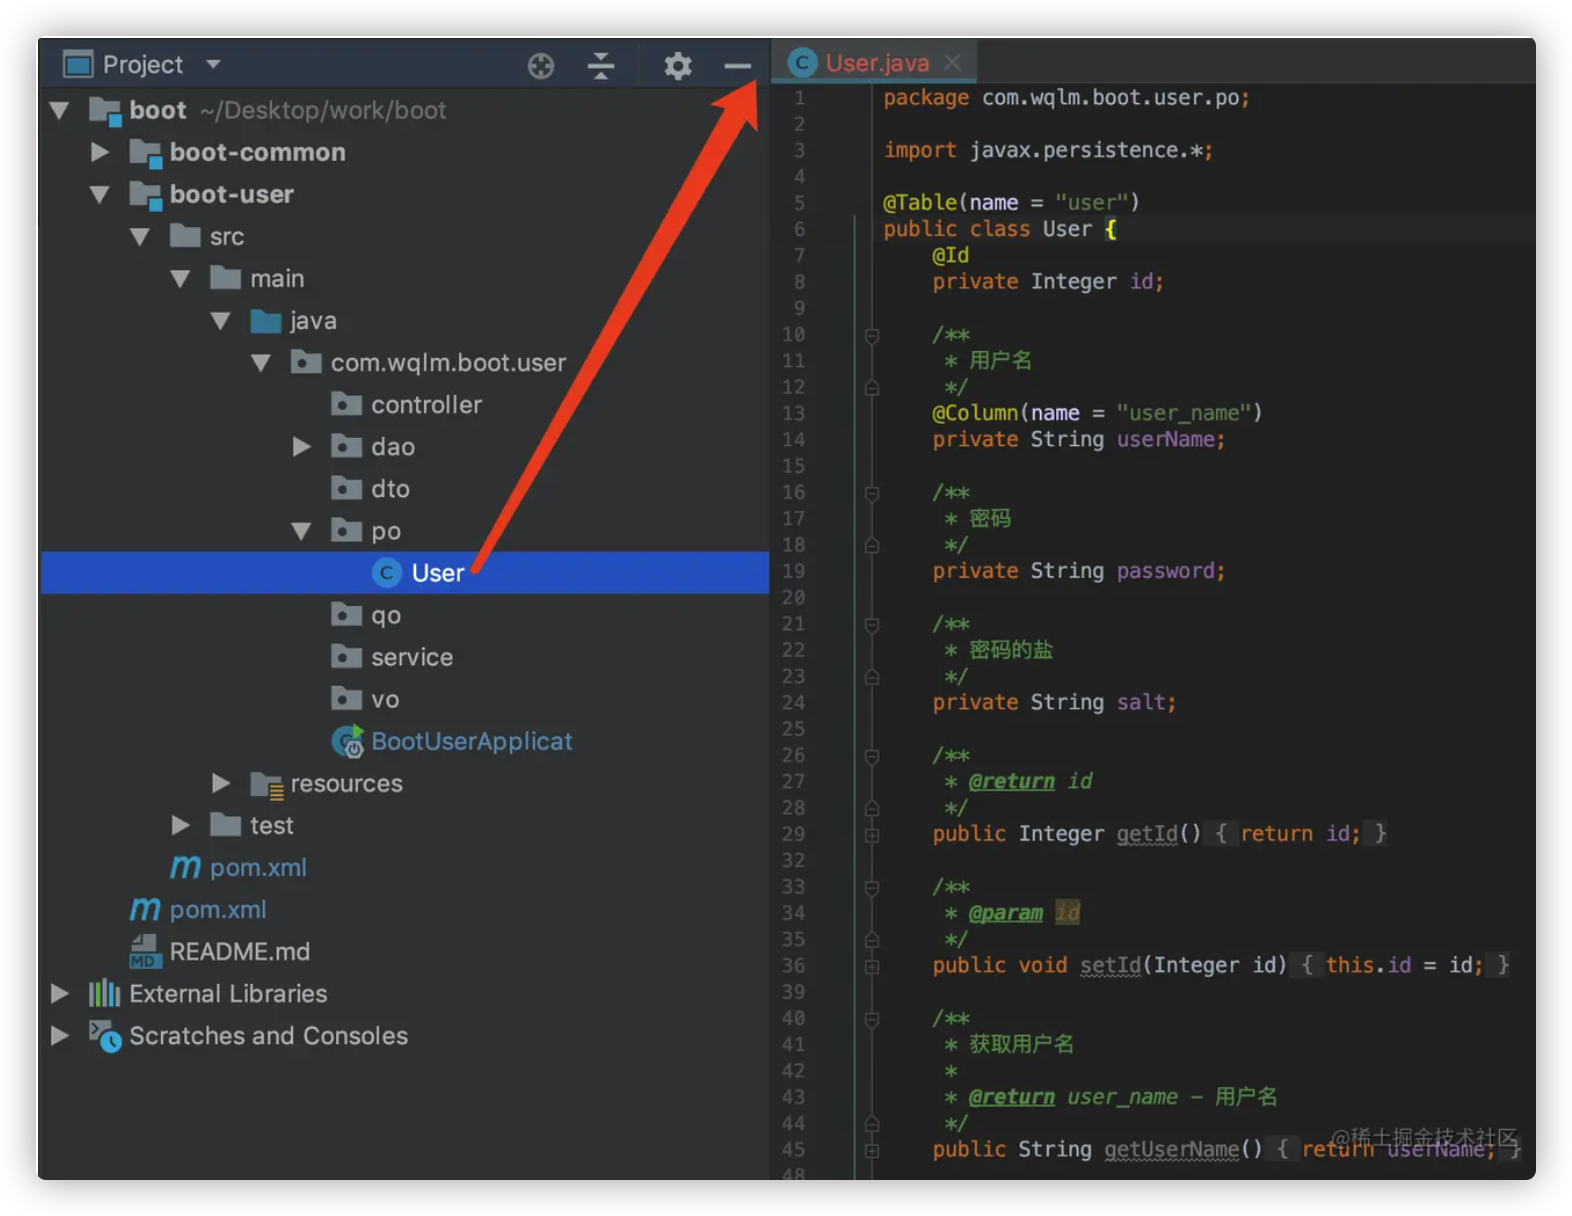 Project
boot ~/Desktop/work/boot
boot-common
boot-user
src
main
java
com.wqlm.boot.user
controller
dao
dto
po
User
qo
service
vo
BootUserApplicat
resources
test
pom.xml
pom.xml
README.md
External Libraries
Scratches and Consoles
User.java
1 package com.wqlm.boot.user.po;
2
3 import javax.persistence.*;
4
5 @Table(name = "user")
6 public class User {
7 @Id
8 private Integer id;
9
10 /**
11 * 用户名
12 */
13 @Column(name = "user_name")
14 private String userName;
15
16 /**
17 * 密码
18 */
19 private String password;
20
21 /**
22 * 密码的盐
23 */
24 private String salt;
25
26 /**
27 * @return id
28 */
29 public Integer getId() { return id; }
32
33 /**
34 * @param id
35 */
36 public void setId(Integer id) { this.id = id; }
39
40 /**
41 * 获取用户名
42 *
43 * @return user_name - 用户名
44 */
45 public String getUserName() { return userName; }
48
@稀土掘金技术社区